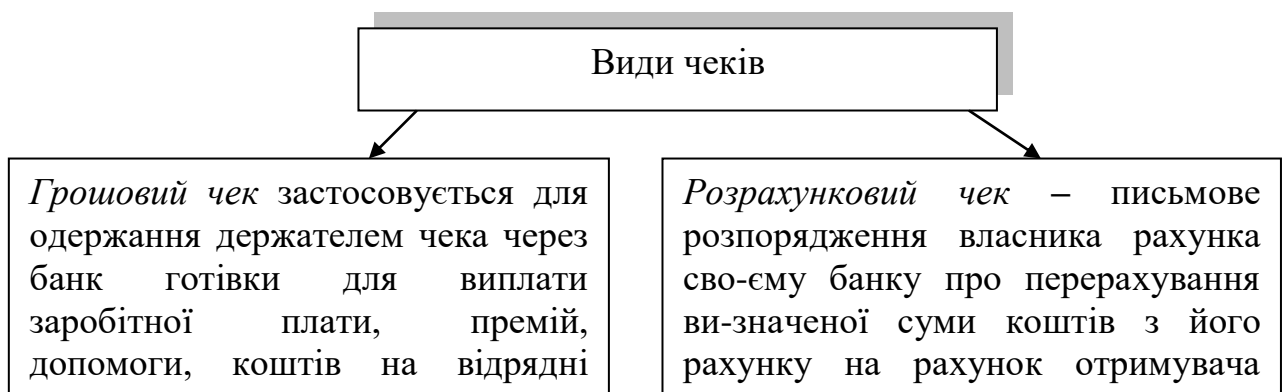 Види чеків
Грошовий чек застосовується для
одержання держателем чека через
банк готівки для виплати
заробітної плати, премій,
допомоги, коштів на відрядні
Розрахунковий чек – письмове
розпорядження власника рахунка
сво-єму банку про перерахування
ви-значеної суми коштів з його
рахунку на рахунок отримувача